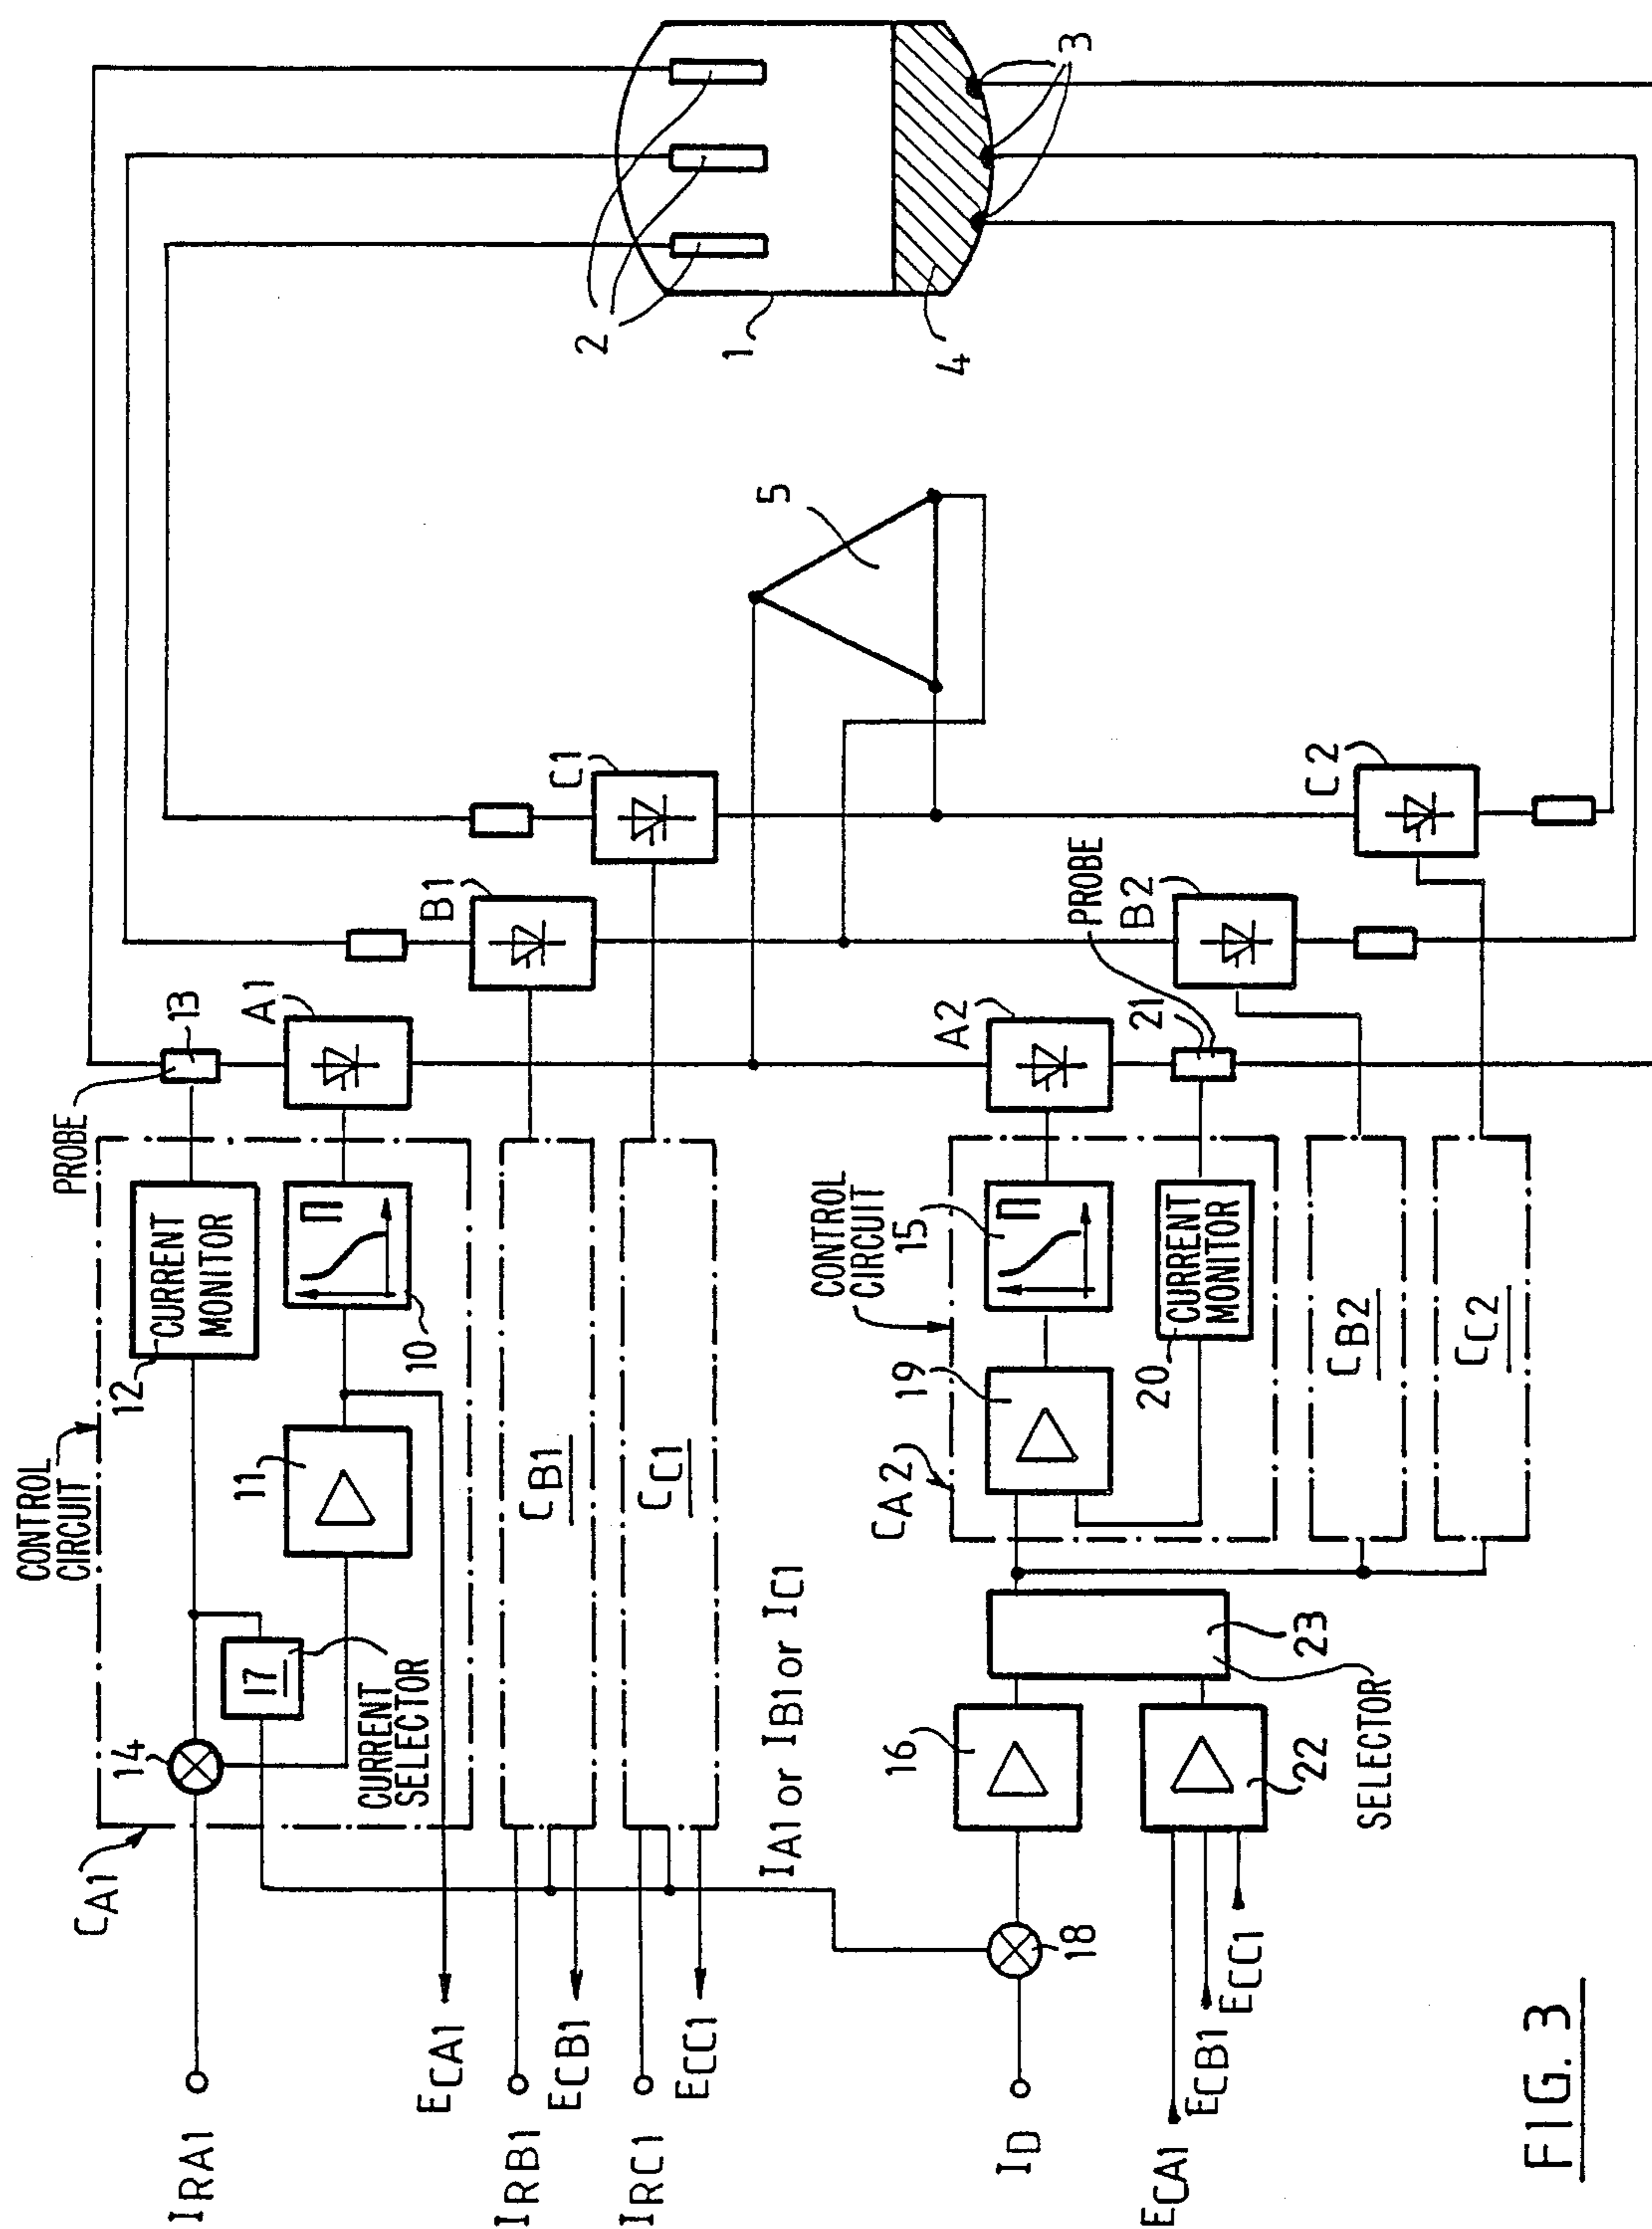 CONTROL
CIRCUIT
PROBE
CA1
12
CURRENT
MONITOR
13
A1
B1
C1
14
17
CURRENT
SELECTOR
11
10
IRA1
ECA1
IRB1
ECB1
IRC1
ECC1
CB1
CC1
IA1 or IB1 or IC1
2
1
4
3
5
CONTROL
CIRCUIT
CA2
15
19
20
CURRENT
MONITOR
A2
21
PROBE
B2
C2
CB2
CC2
ID
18
16
22
23
SELECTOR
ECA1
ECB1
ECC1
FIG. 3